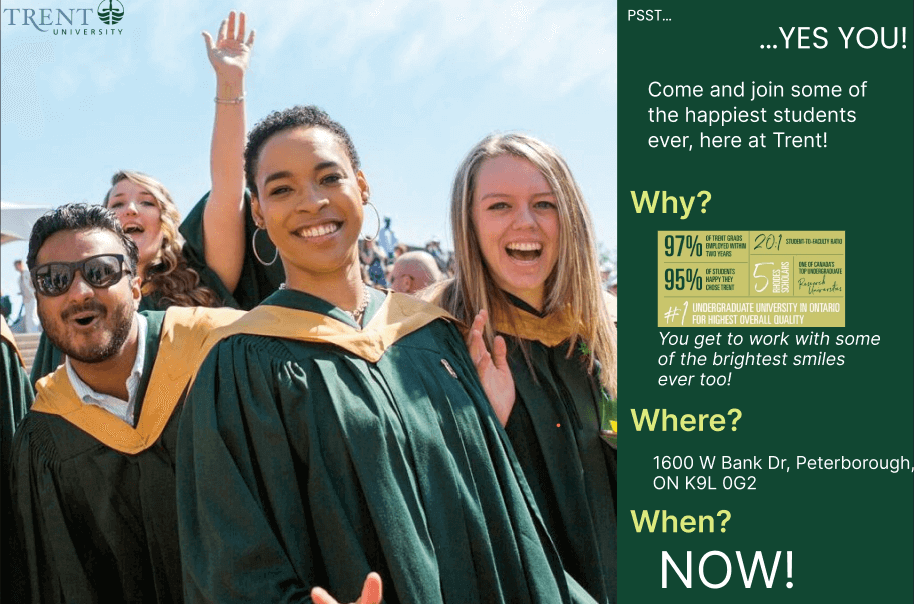 TRENT
UNIVERSITY
PSST...
...YES YOU!
Come and join some of
the happiest students
ever, here at Trent!
Why?
97% OF TRENT GRADS
EMPLOYED WITHIN
TWO YEARS
20:1 STUDENT-TO-FACULTY RATIO
95% OF STUDENTS
HAPPY THEY
CHOSE TRENT
5 RHODES
SCHOLARS
ONE OF CANADA'S
TOP UNDERGRADUATE
Research
Universities
#1 UNDERGRADUATE UNIVERSITY IN ONTARIO
FOR HIGHEST OVERALL QUALITY
You get to work with some
of the brightest smiles
ever too!
Where?
1600 W Bank Dr, Peterborough,
ON K9L 0G2
When?
NOW!